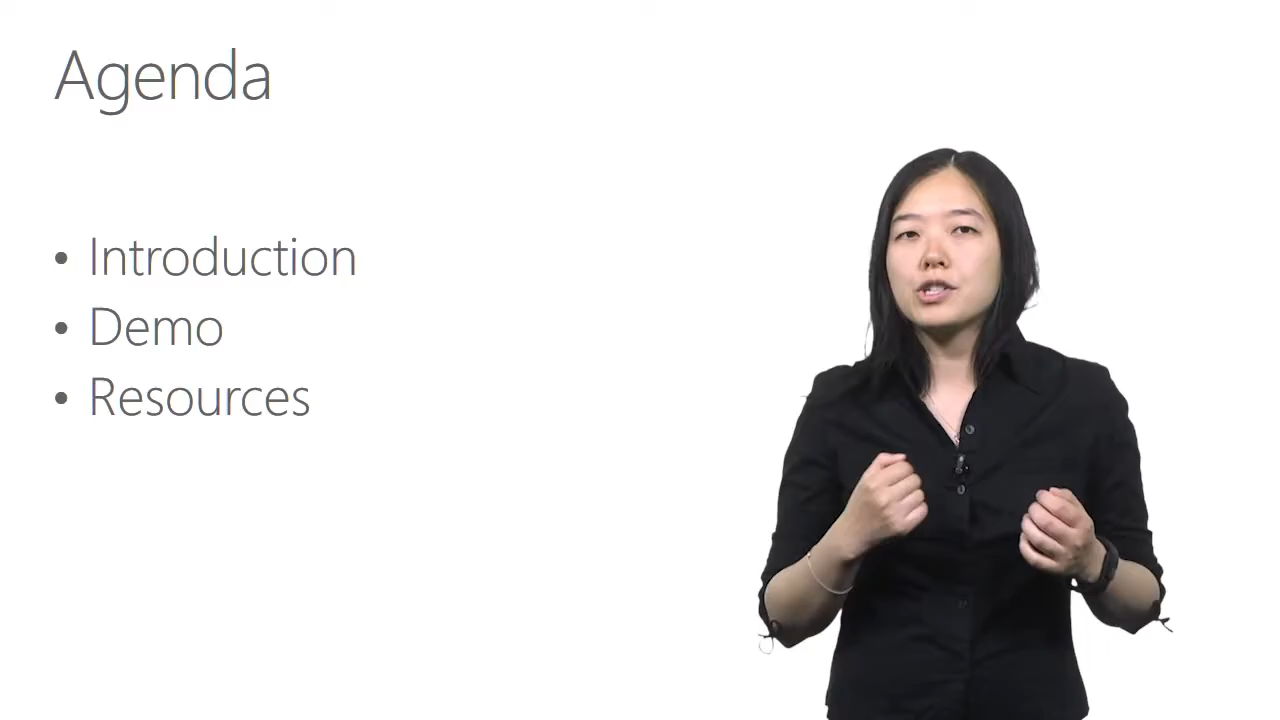 Agenda
• Introduction
• Demo
• Resources